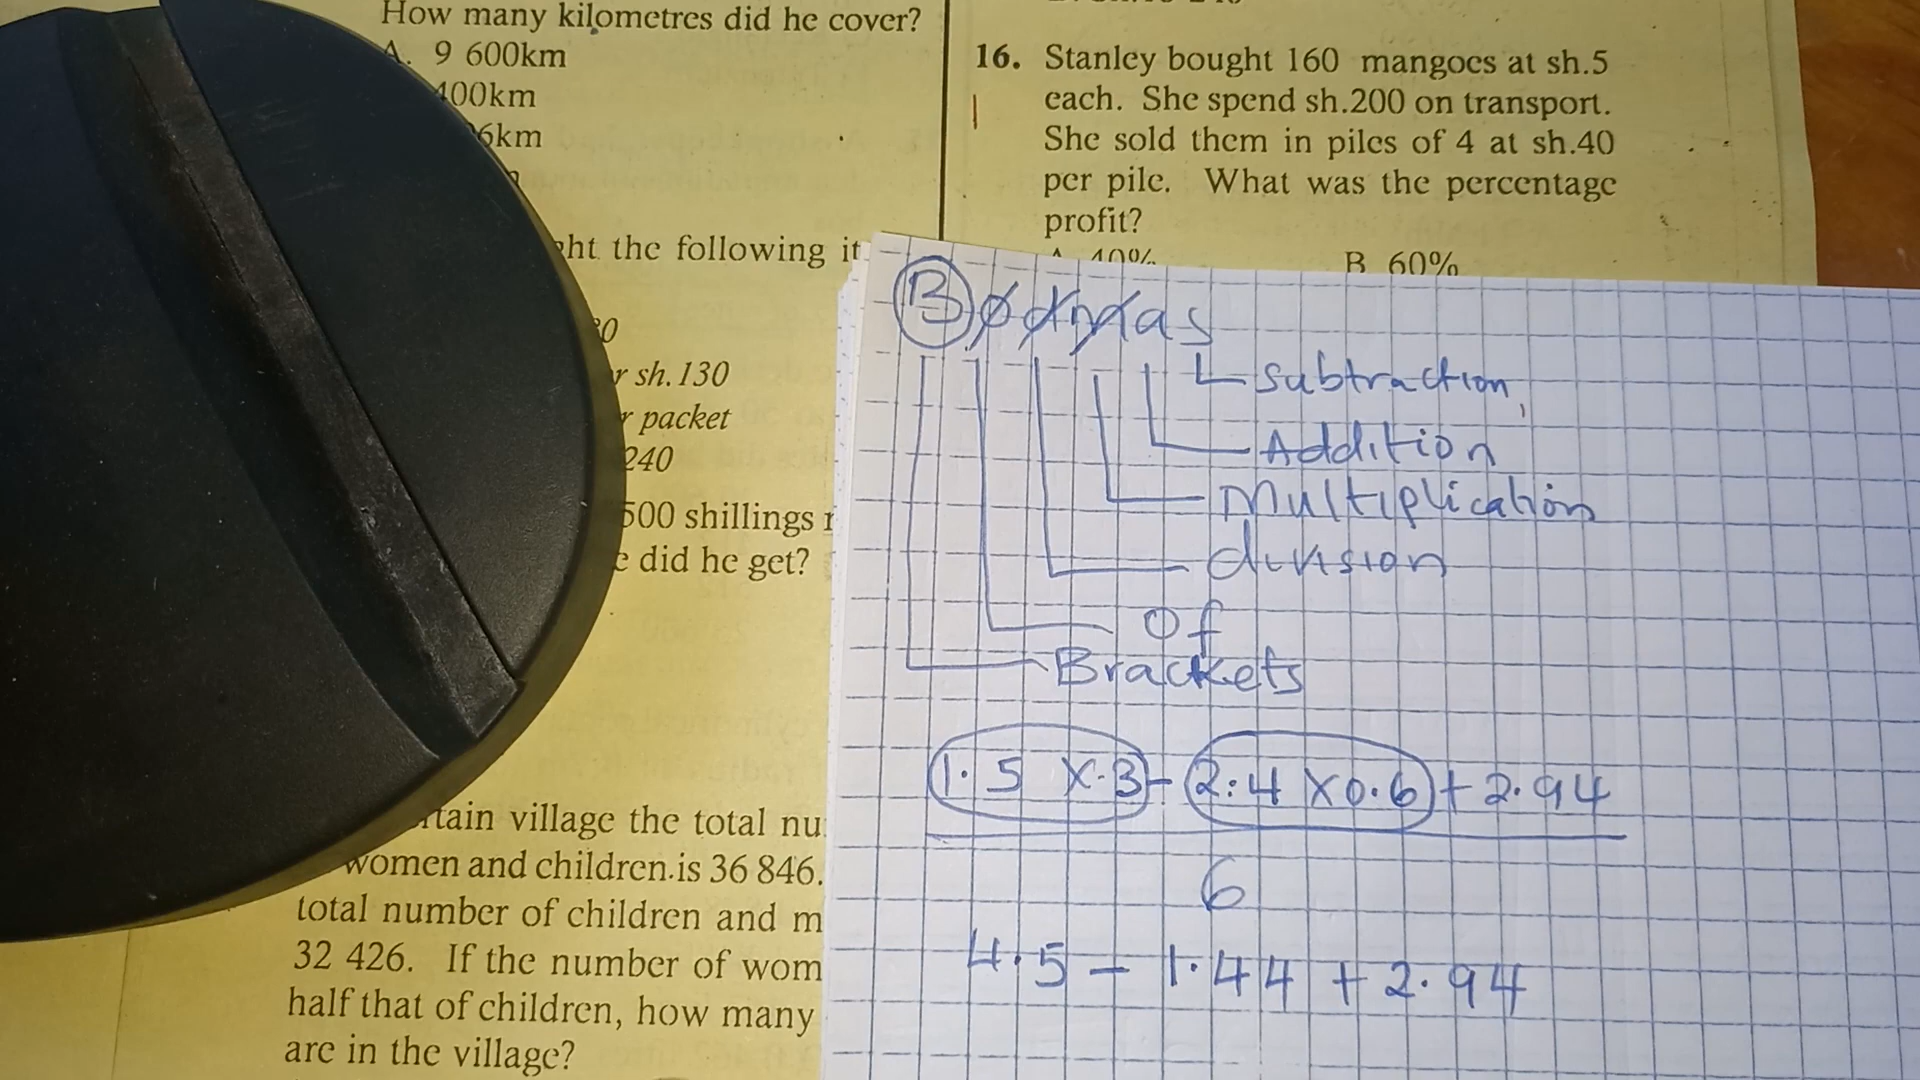 How many kilometres did he cover?
A. 9 600km
400km
6km
ht the following it
r sh.130
r packet
240
500 shillings
did he get?
tain village the total nu
women and children is 36 846.
total number of children and m
32 426. If the number of wom
half that of children, how many
are in the village?
16. Stanley bought 160 mangoes at sh.5
each. She spend sh.200 on transport.
She sold them in piles of 4 at sh.40
per pile. What was the percentage
profit?
A 40% B 60%
Bodmas
subtraction
Addition
Multiplication
division
Of
Brackets
1.5 x.3 - 2.4 x0.6 + 2.94
6
4.5 - 1.44 + 2.94